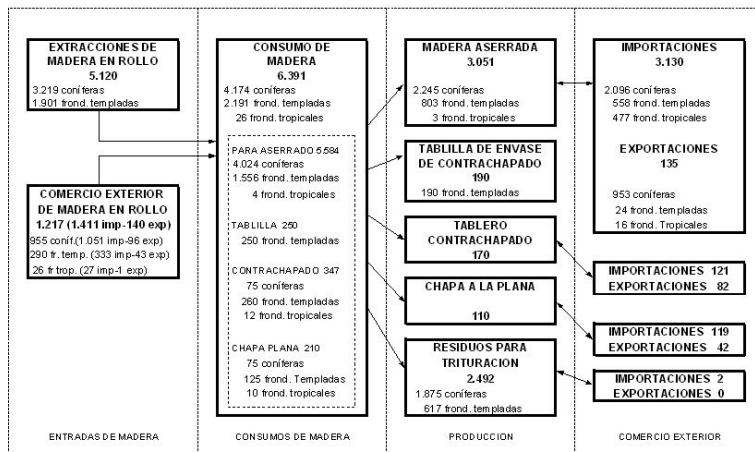 EXTRACCIONES DE
MADERA EN ROLLO
5.120
3.219 coníferas
1.901 frond. templadas
COMERCIO EXTERIOR
DE MADERA EN ROLLO
1.217 (1.411 imp-140 exp)
955 coníf.(1.051 imp-96 exp)
290 fr. temp. (333 imp-43 exp)
26 fr trop. (27 imp-1 exp)
ENTRADAS DE MADERA
CONSUMO DE
MADERA
6.391
4.174 coníferas
2.191 frond. templadas
26 frond. tropicales
PARA ASERRADO 5.584
4.024 coníferas
1.556 frond. templadas
4 frond. tropicales
TABLILLA 250
250 frond. templadas
CONTRACHAPADO 347
75 coníferas
260 frond. templadas
12 frond. tropicales
CHAPA PLANA 210
75 coníferas
125 frond. Templadas
10 frond. tropicales
CONSUMOS DE MADERA
MADERA ASERRADA
3.051
2.245 coníferas
803 frond. templadas
3 frond. tropicales
TABLILLA DE ENVASE
DE CONTRACHAPADO
190
190 frond. templadas
TABLERO
CONTRACHAPADO
170
CHAPA A LA PLANA
110
RESIDUOS PARA
TRITURACION
2.492
1.875 coníferas
617 frond. templadas
PRODUCCION
IMPORTACIONES
3.130
2.096 coníferas
558 frond. templadas
477 frond. tropicales
EXPORTACIONES
135
953 coníferas
24 frond. templadas
16 frond. Tropicales
IMPORTACIONES 121
EXPORTACIONES 82
IMPORTACIONES 119
EXPORTACIONES 42
IMPORTACIONES 2
EXPORTACIONES 0
COMERCIO EXTERIOR